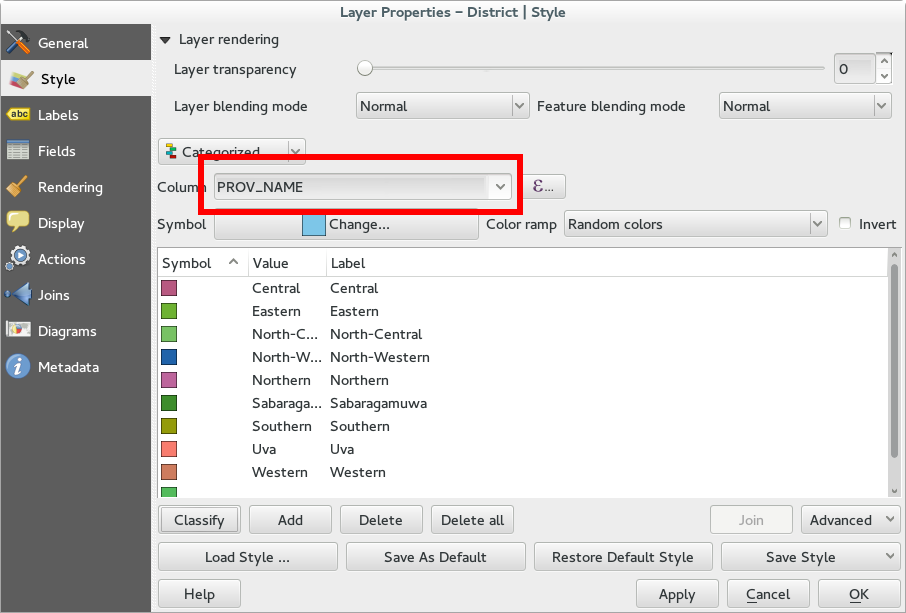 Layer Properties – District | Style
General
Style
abc Labels
Fields
Rendering
Display
Actions
Joins
Diagrams
Metadata
Layer rendering
Layer transparency 0
Layer blending mode Normal Feature blending mode Normal
Categorized
Column PROV_NAME ε...
Symbol Change... Color ramp Random colors Invert
Symbol Value Label
Central Central
Eastern Eastern
North-C... North-Central
North-W... North-Western
Northern Northern
Sabaraga... Sabaragamuwa
Southern Southern
Uva Uva
Western Western
Classify Add Delete Delete all Join Advanced
Load Style ... Save As Default Restore Default Style Save Style
Help Apply Cancel OK